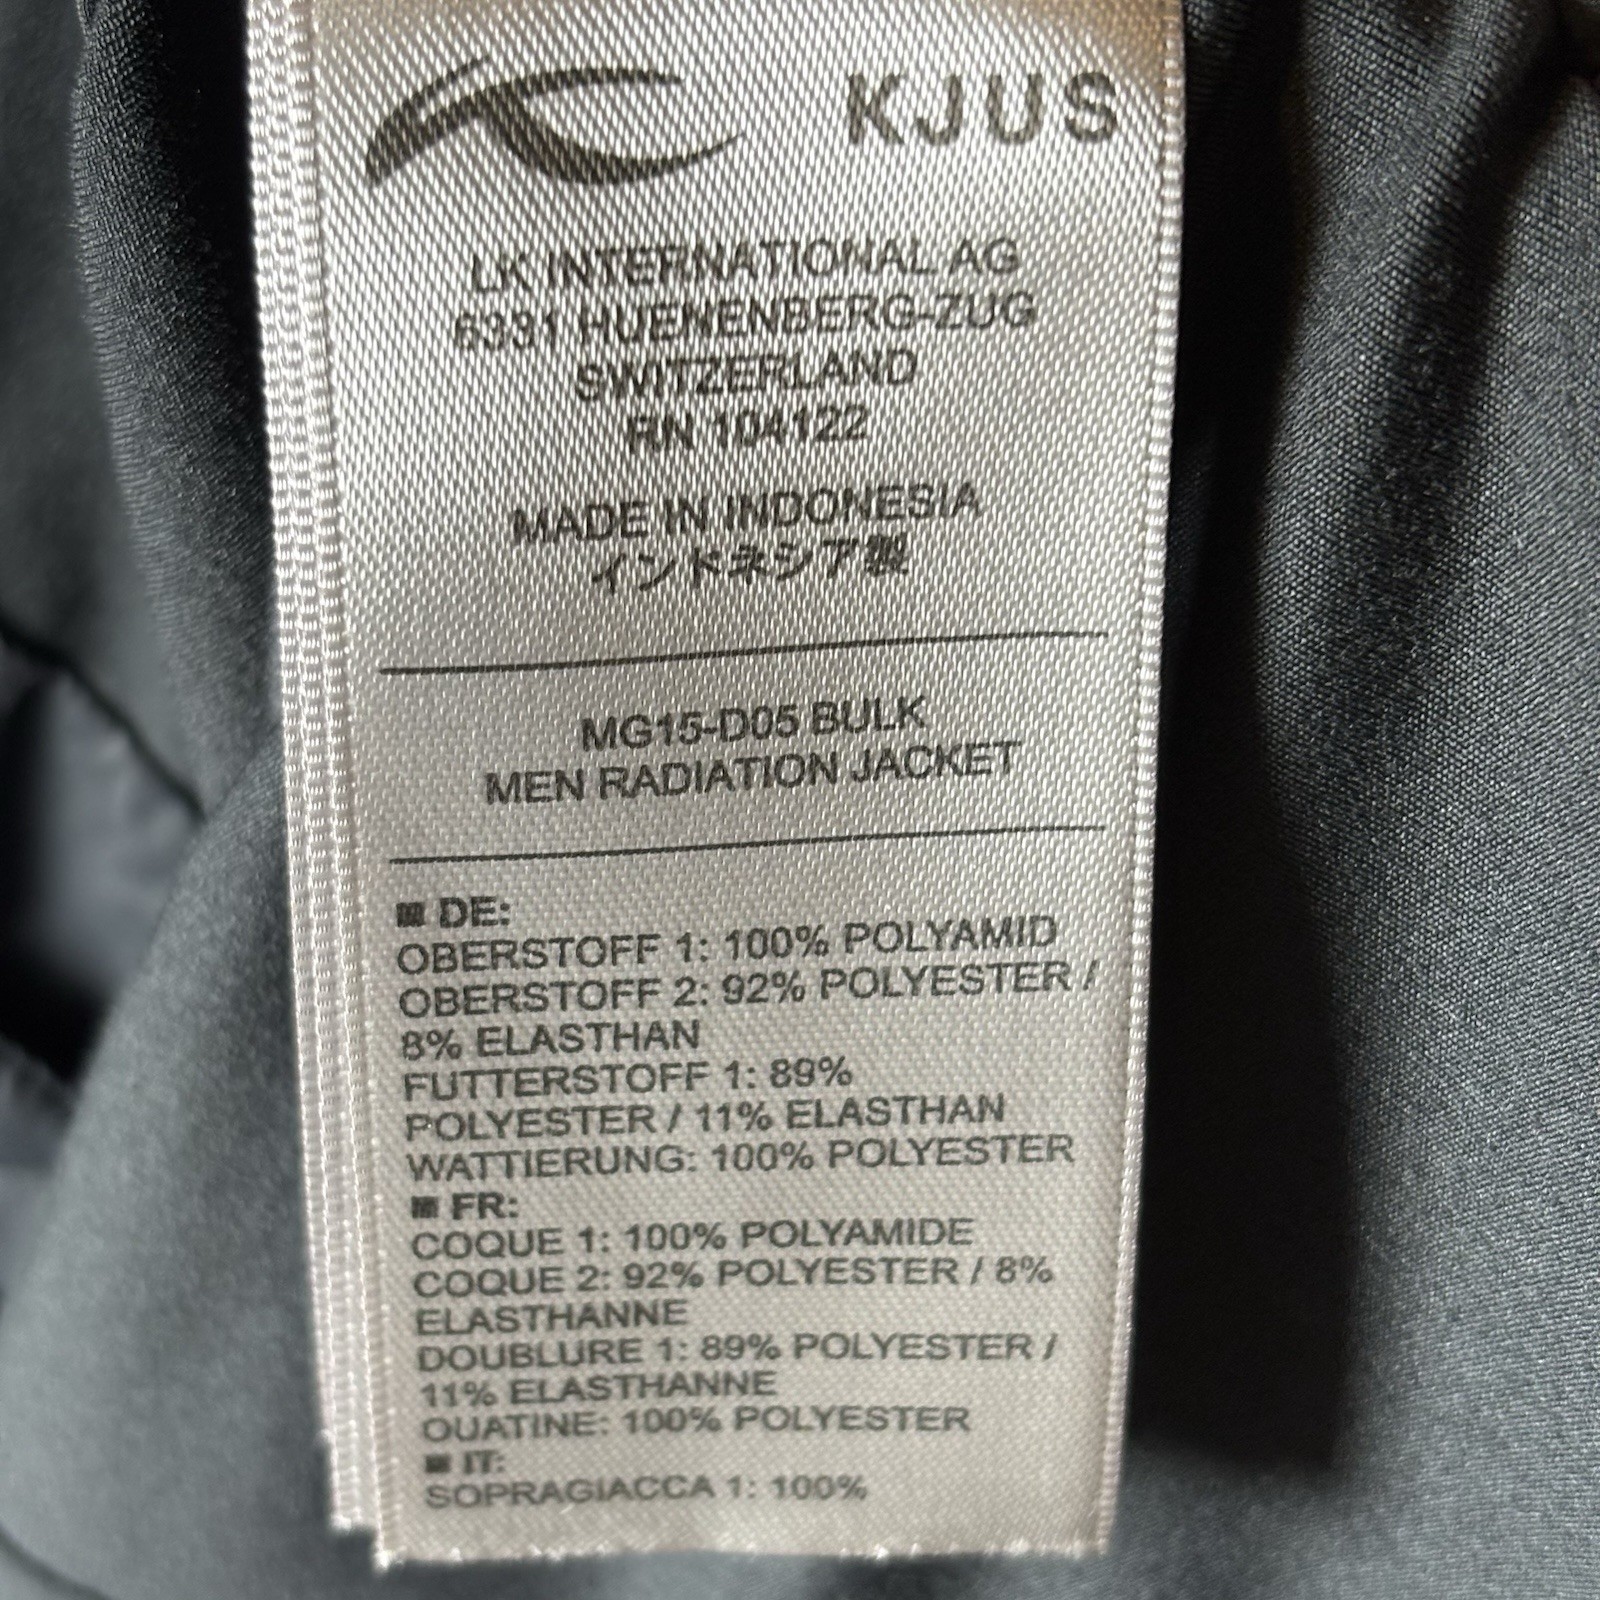 KJUS
LK INTERNATIONAL AG
6331 HUENENBERG-ZUG
SWITZERLAND
RN 104122
MADE IN INDONESIA
インドネシア製
MG15-D05 BULK
MEN RADIATION JACKET
■ DE:
OBERSTOFF 1: 100% POLYAMID
OBERSTOFF 2: 92% POLYESTER /
8% ELASTHAN
FUTTERSTOFF 1: 89%
POLYESTER / 11% ELASTHAN
WATTIERUNG: 100% POLYESTER
■ FR:
COQUE 1: 100% POLYAMIDE
COQUE 2: 92% POLYESTER / 8%
ELASTHANNE
DOUBLURE 1: 89% POLYESTER /
11% ELASTHANNE
OUATINE: 100% POLYESTER
■ IT:
SOPRAGIACCA 1: 100%